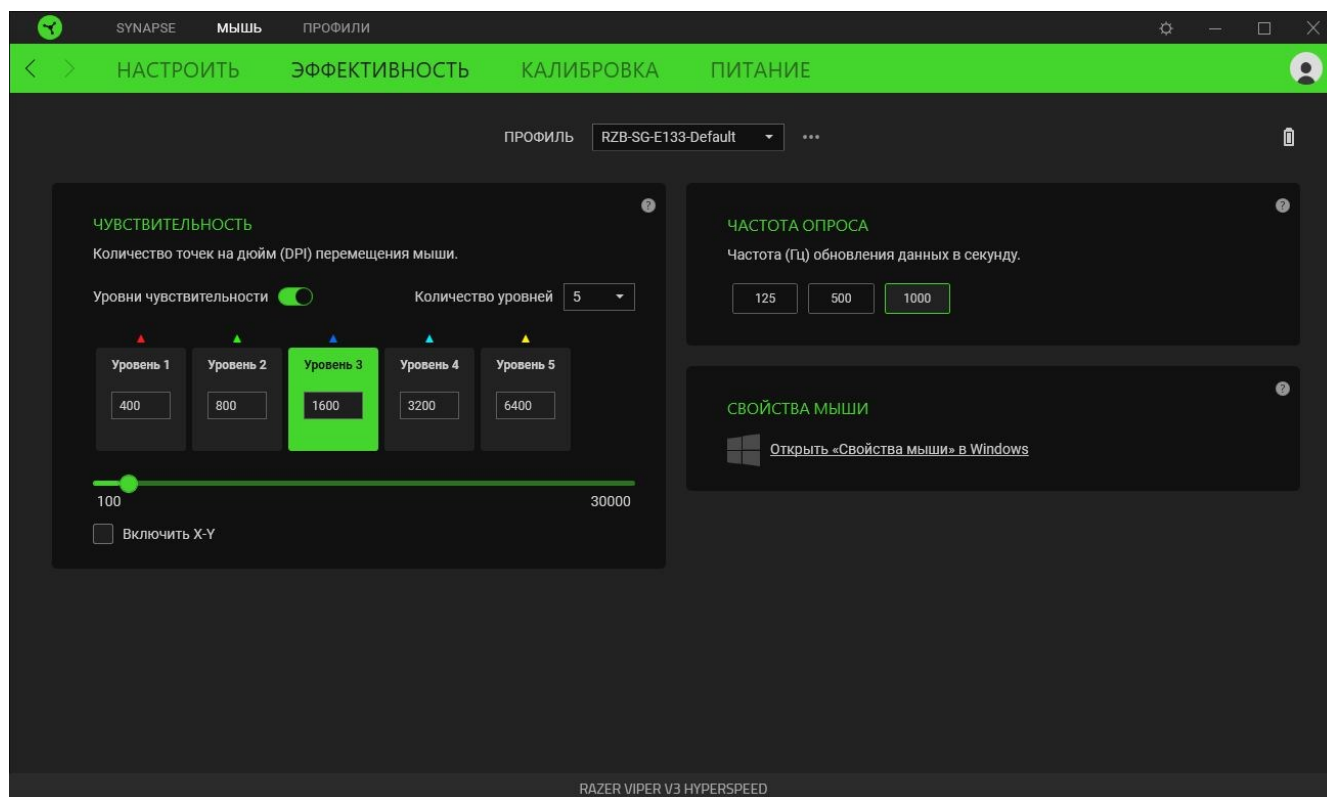 SYNAPSE МЫШЬ ПРОФИЛИ
НАСТРОИТЬ ЭФФЕКТИВНОСТЬ КАЛИБРОВКА ПИТАНИЕ
ПРОФИЛЬ RZB-SG-E133-Default
ЧУВСТВИТЕЛЬНОСТЬ
Количество точек на дюйм (DPI) перемещения мыши.
Уровни чувствительности Количество уровней 5
Уровень 1 Уровень 2 Уровень 3 Уровень 4 Уровень 5
400 800 1600 3200 6400
100 30000
Включить X-Y
ЧАСТОТА ОПРОСА
Частота (Гц) обновления данных в секунду.
125 500 1000
СВОЙСТВА МЫШИ
Открыть «Свойства мыши» в Windows
RAZER VIPER V3 HYPERSPEED